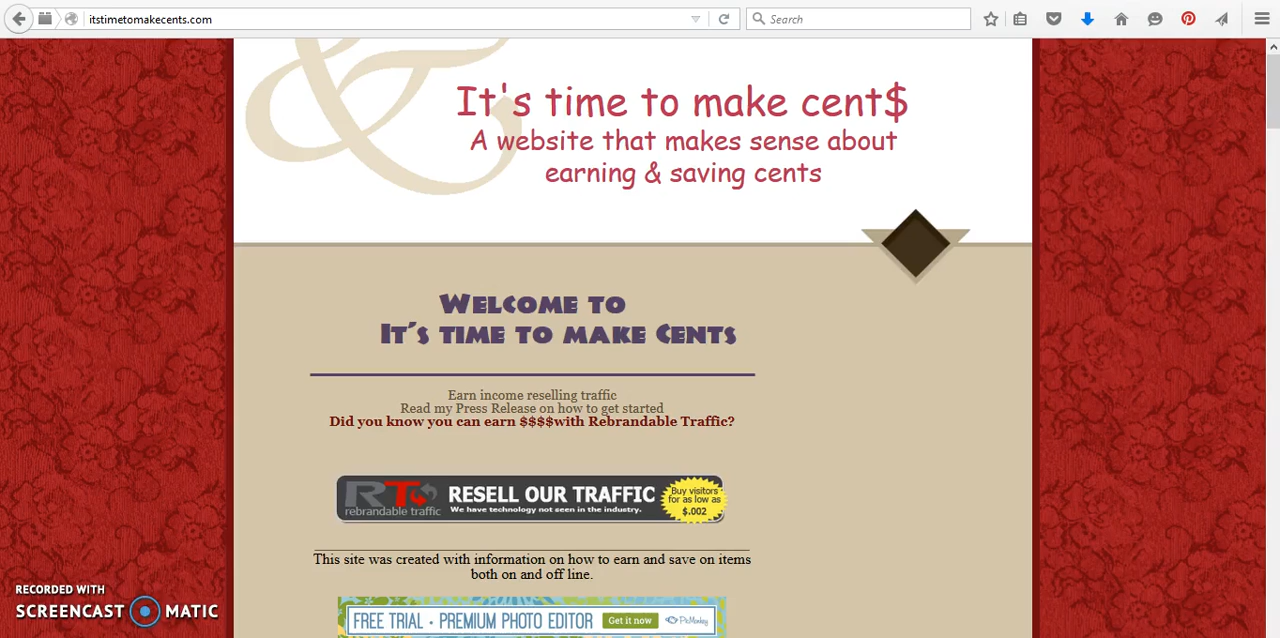 itstimetomakecents.com
Search
It's time to make cent$
A website that makes sense about
earning & saving cents
Welcome to
It's time to make Cents
Earn income reselling traffic
Read my Press Release on how to get started
Did you know you can earn $$$$with Rebrandable Traffic?
RT rebrandable traffic
RESELL OUR TRAFFIC
We have technology not seen in the industry.
Buy visitors
for as low as
$.002
This site was created with information on how to earn and save on items
both on and off line.
FREE TRIAL • PREMIUM PHOTO EDITOR Get it now PicMonkey
RECORDED WITH
SCREENCAST MATIC